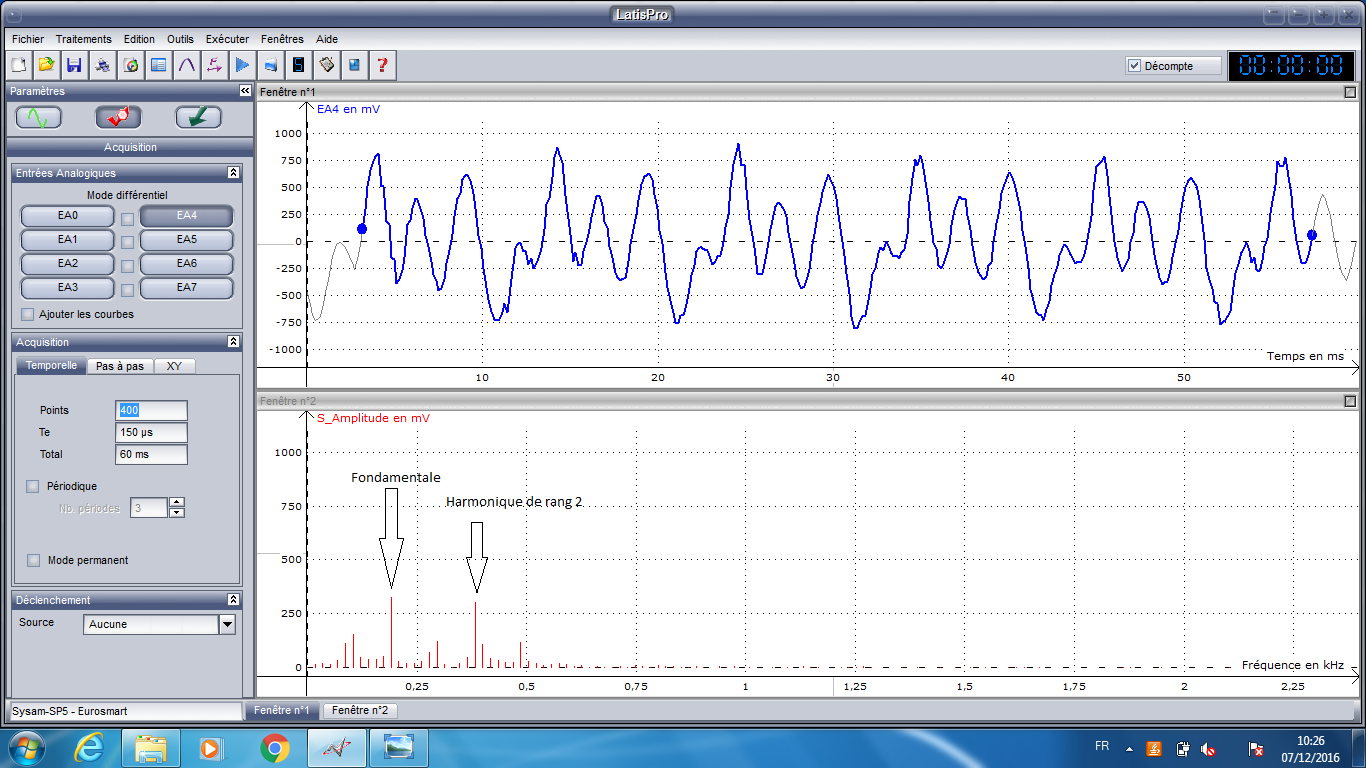 LatisPro
Fichier Traitements Edition Outils Exécuter Fenêtres Aide
Décompte
00:00:00
Paramètres
Acquisition
Entrées Analogiques
Mode différentiel
EA0 EA4
EA1 EA5
EA2 EA6
EA3 EA7
Ajouter les courbes
Acquisition
Temporelle Pas à pas XY
Points 400
Te 150 µs
Total 60 ms
Périodique
Nb. périodes 3
Mode permanent
Déclenchement
Source Aucune
Sysam-SP5 - Eurosmart
Fenêtre n°1
EA4 en mV
1000
750
500
250
0
-250
-500
-750
-1000
Temps en ms
10 20 30 40 50
Fenêtre n°2
S_Amplitude en mV
1000
750
500
250
0
Fondamentale
Harmonique de rang 2
Fréquence en kHz
0,25 0,5 0,75 1 1,25 1,5 1,75 2 2,25
Fenêtre n°1 Fenêtre n°2
FR
10:26
07/12/2016